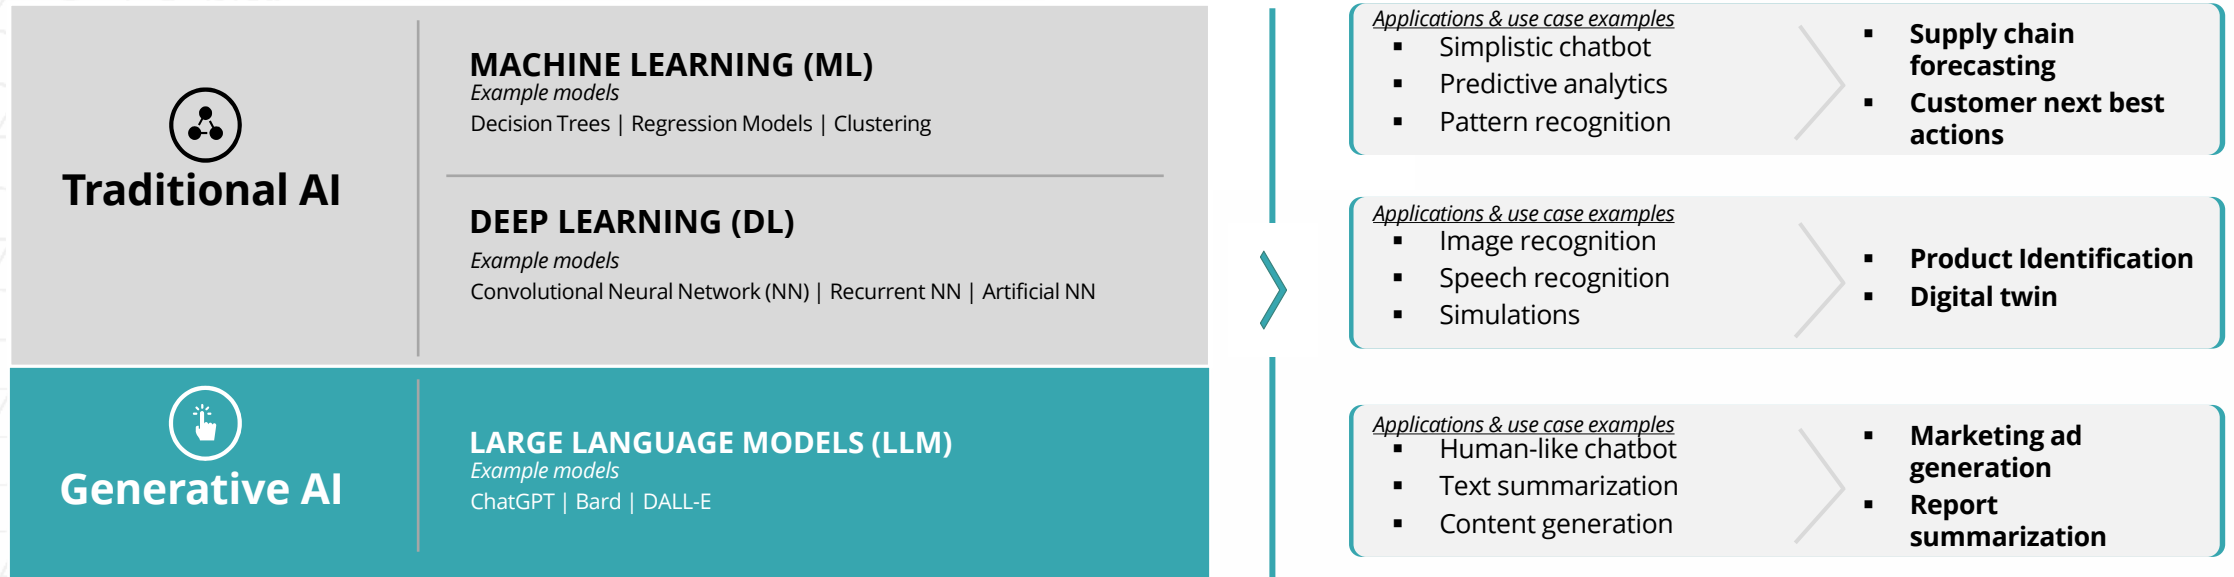 Traditional AI
MACHINE LEARNING (ML)
Example models
Decision Trees | Regression Models | Clustering
DEEP LEARNING (DL)
Example models
Convolutional Neural Network (NN) | Recurrent NN | Artificial NN
Generative AI
LARGE LANGUAGE MODELS (LLM)
Example models
ChatGPT | Bard | DALL-E
Applications & use case examples
▪ Simplistic chatbot
▪ Predictive analytics
▪ Pattern recognition
▪ Supply chain
forecasting
▪ Customer next best
actions
Applications & use case examples
▪ Image recognition
▪ Speech recognition
▪ Simulations
▪ Product Identification
▪ Digital twin
Applications & use case examples
▪ Human-like chatbot
▪ Text summarization
▪ Content generation
▪ Marketing ad
generation
▪ Report
summarization